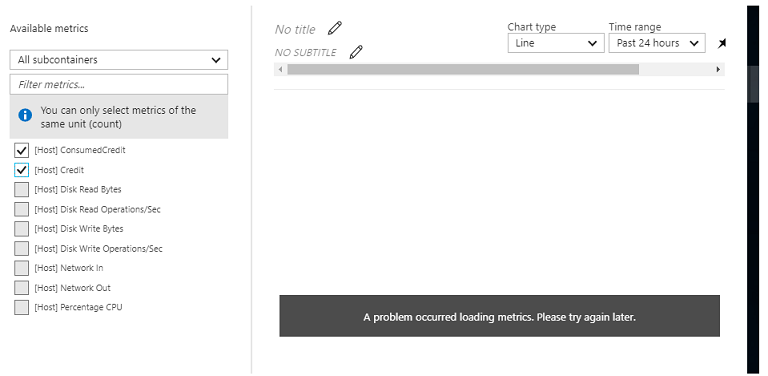 Available metrics
All subcontainers
Filter metrics...
You can only select metrics of the
same unit (count)
[Host] ConsumedCredit
[Host] Credit
[Host] Disk Read Bytes
[Host] Disk Read Operations/Sec
[Host] Disk Write Bytes
[Host] Disk Write Operations/Sec
[Host] Network In
[Host] Network Out
[Host] Percentage CPU
No title
NO SUBTITLE
Chart type
Line
Time range
Past 24 hours
A problem occurred loading metrics. Please try again later.